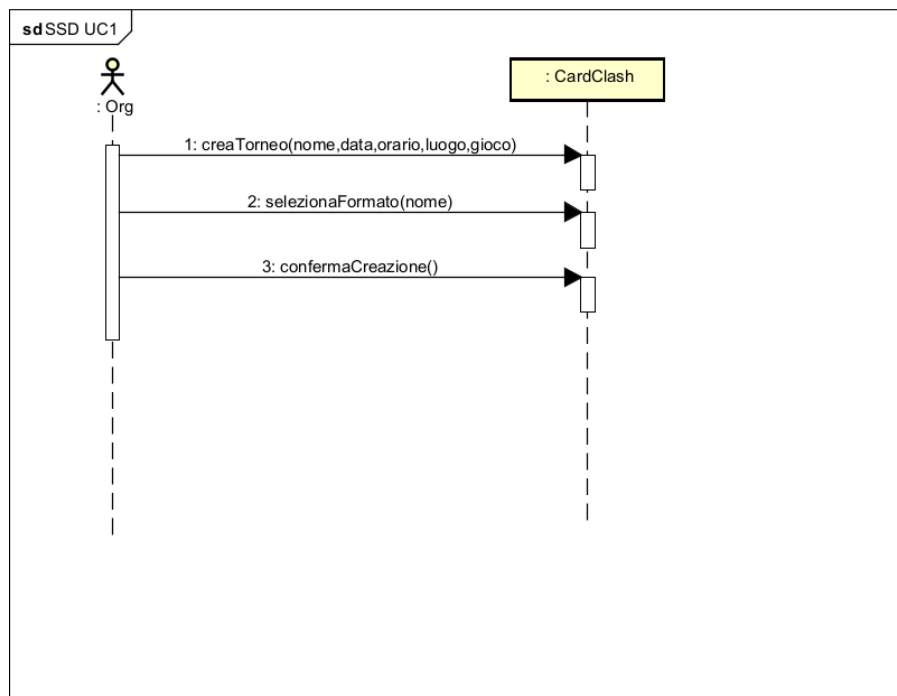 sd SSD UC1
: Org
: CardClash
1: creaTorneo(nome,data,orario,luogo,gioco)
2: selezionaFormato(nome)
3: confermaCreazione()